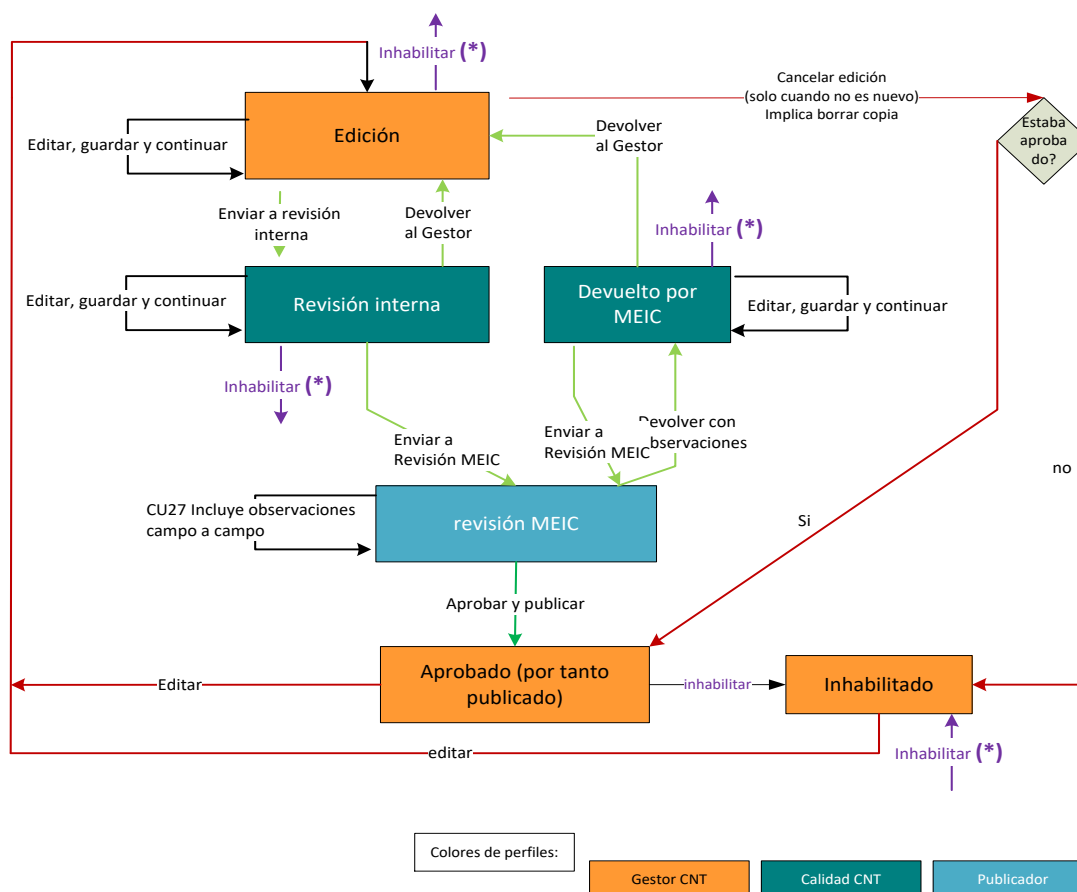 Inhabilitar (*)
Cancelar edición
(solo cuando no es nuevo)
Implica borrar copia
Estaba
aproba
do?
Edición
Editar, guardar y continuar
Devolver
al Gestor
Enviar a revisión
interna
Devolver
al Gestor
Inhabilitar (*)
Revisión interna
Editar, guardar y continuar
Devuelto por
MEIC
Editar, guardar y continuar
Inhabilitar (*)
Enviar a
Revisión MEIC
Enviar a
Revisión MEIC
Devolver con
observaciones
no
CU27 Incluye observaciones
campo a campo
revisión MEIC
Si
Aprobar y publicar
Editar
Aprobado (por tanto
publicado)
inhabilitar
Inhabilitado
editar
Inhabilitar (*)
Colores de perfiles:
Gestor CNT
Calidad CNT
Publicador